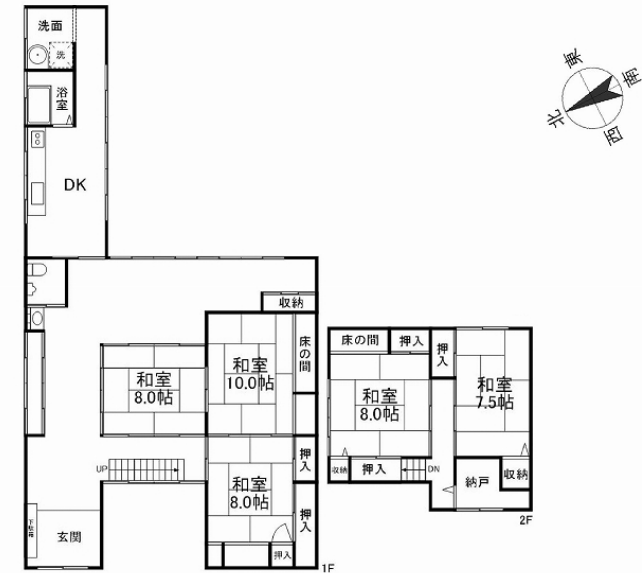 洗面
洗
浴
室
DK
収納
床の間
和室
10.0帖
和室
8.0帖
押入
和室
8.0帖
押入
押入
UP
下駄箱
玄関
1F
床の間
押入
押入
和室
8.0帖
和室
7.5帖
収納
押入
DN
納戸
収納
2F
東
南
北
西